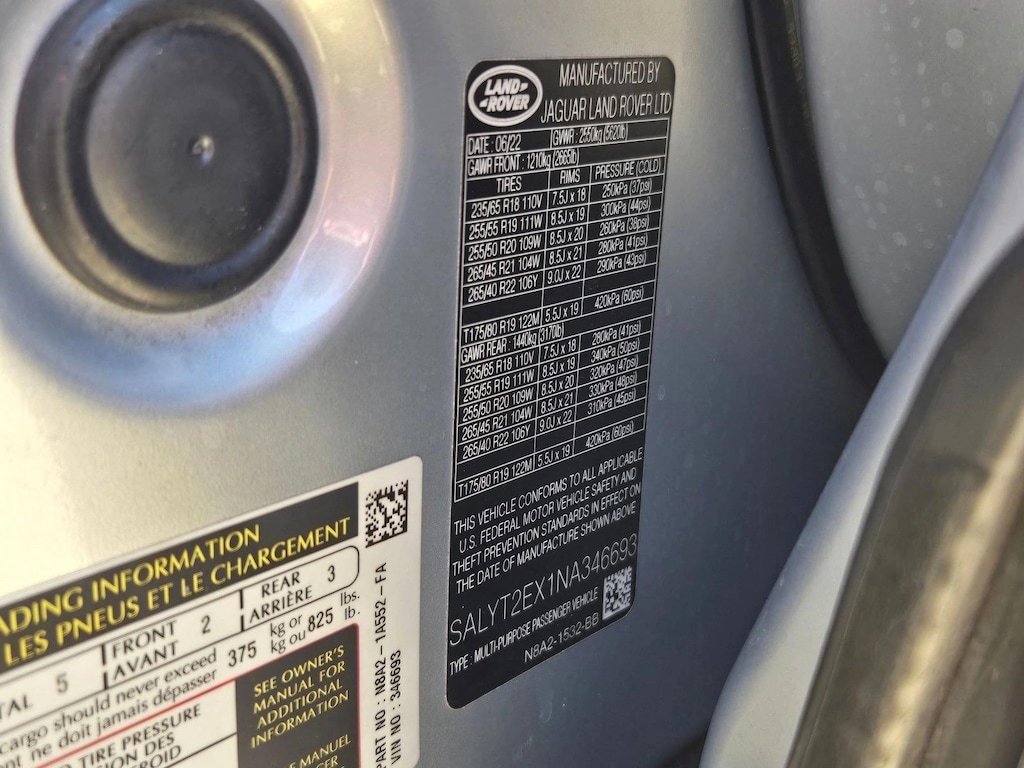 LAND-
-ROVER
MANUFACTURED BY
JAGUAR LAND ROVER LTD
DATE : 06/22 GVWR : 2550kg (5620lb)
GAWR FRONT : 1210kg (2665lb)
TIRES RIMS PRESSURE (COLD)
235/65 R18 110V 7.5J x 18 250kPa (37psi)
255/55 R19 111W 8.5J x 19 300kPa (44psi)
255/50 R20 109W 8.5J x 20 260kPa (38psi)
265/45 R21 104W 8.5J x 21 280kPa (41psi)
265/40 R22 106Y 9.0J x 22 290kPa (43psi)
T175/80 R19 122M 5.5J x 19 420kPa (60psi)
GAWR REAR : 1440kg (3170lb)
235/65 R18 110V 7.5J x 18 280kPa (41psi)
255/55 R19 111W 8.5J x 19 340kPa (50psi)
255/50 R20 109W 8.5J x 20 320kPa (47psi)
265/45 R21 104W 8.5J x 21 330kPa (48psi)
265/40 R22 106Y 9.0J x 22 310kPa (45psi)
T175/80 R19 122M 5.5J x 19 420kPa (60psi)
THIS VEHICLE CONFORMS TO ALL APPLICABLE
U.S. FEDERAL MOTOR VEHICLE SAFETY AND
THEFT PREVENTION STANDARDS IN EFFECT ON
THE DATE OF MANUFACTURE SHOWN ABOVE
SALYT2EX1NA346693
TYPE : MULTI-PURPOSE PASSENGER VEHICLE
N8A2-1532-BB
ADING INFORMATION
LES PNEUS ET LE CHARGEMENT
TAL 5 FRONT 2 REAR 3
AVANT ARRIÈRE
cargo should never exceed 375 kg or 825 lbs.
nt ne doit jamais dépasser kg ou lb.
TIRE PRESSURE
ION DES
ROID
SEE OWNER'S
MANUAL FOR
ADDITIONAL
INFORMATION
MANUEL
PART NO : N8A2 - 1A552 - FA
VIN NO : 346693